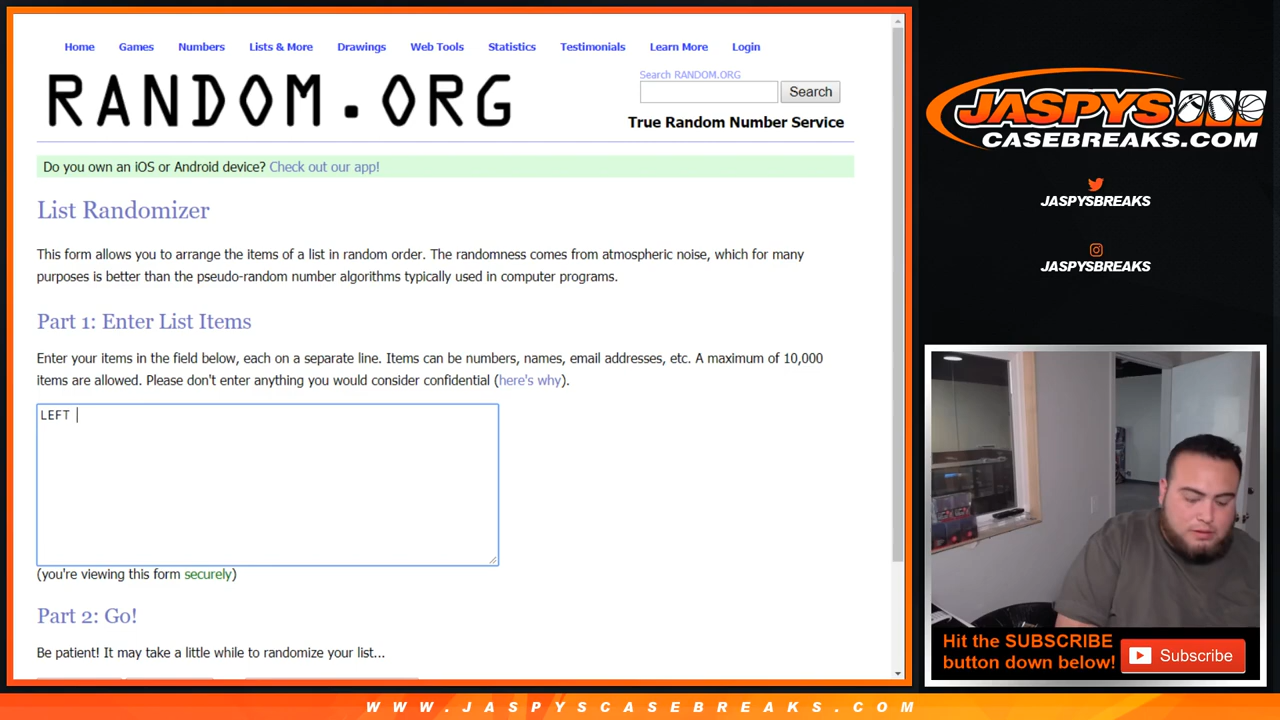 Home Games Numbers Lists & More Drawings Web Tools Statistics Testimonials Learn More Login
RANDOM.ORG
Search RANDOM.ORG
Search
True Random Number Service
Do you own an iOS or Android device? Check out our app!
List Randomizer
This form allows you to arrange the items of a list in random order. The randomness comes from atmospheric noise, which for many
purposes is better than the pseudo-random number algorithms typically used in computer programs.
Part 1: Enter List Items
Enter your items in the field below, each on a separate line. Items can be numbers, names, email addresses, etc. A maximum of 10,000
items are allowed. Please don't enter anything you would consider confidential (here's why).
LEFT
(you're viewing this form securely)
Part 2: Go!
Be patient! It may take a little while to randomize your list...
JASPYS
CASEBREAKS.COM
JASPYSBREAKS
JASPYSBREAKS
Hit the SUBSCRIBE
button down below!
Subscribe
WWW.JASPYSCASEBREAKS.COM